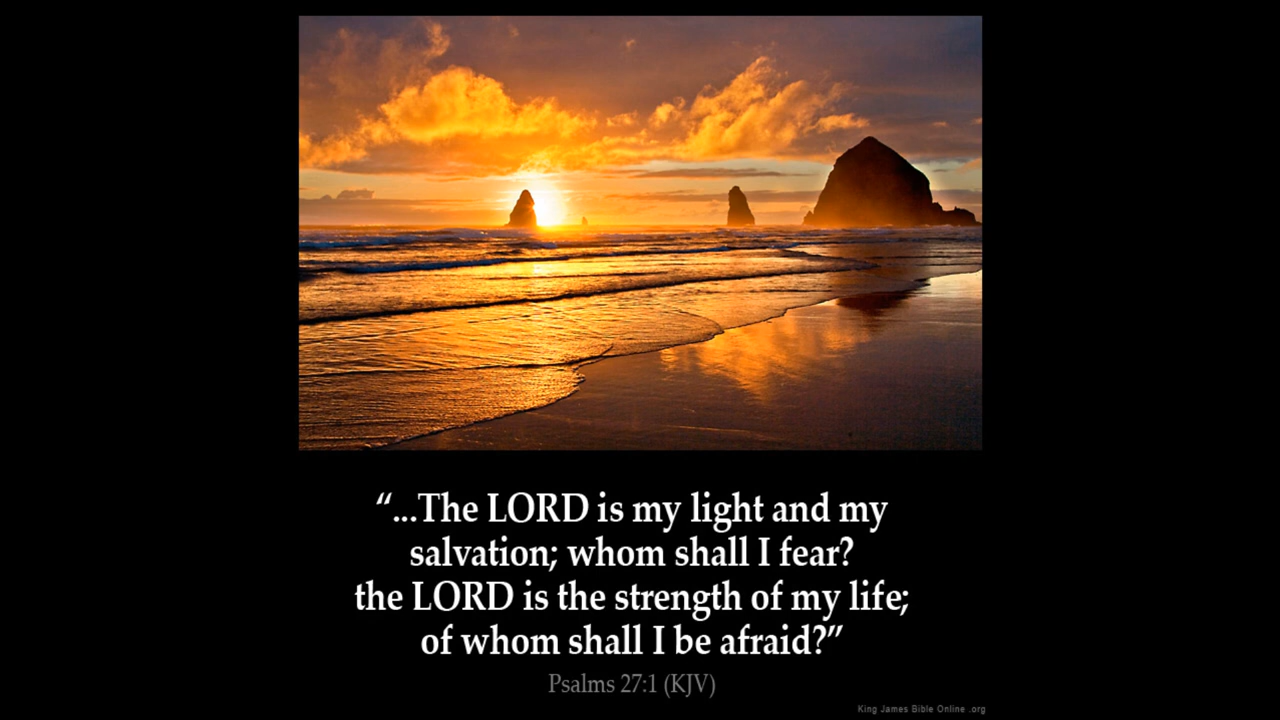 “...The LORD is my light and my
salvation; whom shall I fear?
the LORD is the strength of my life;
of whom shall I be afraid?”
Psalms 27:1 (KJV)
King James Bible Online .org